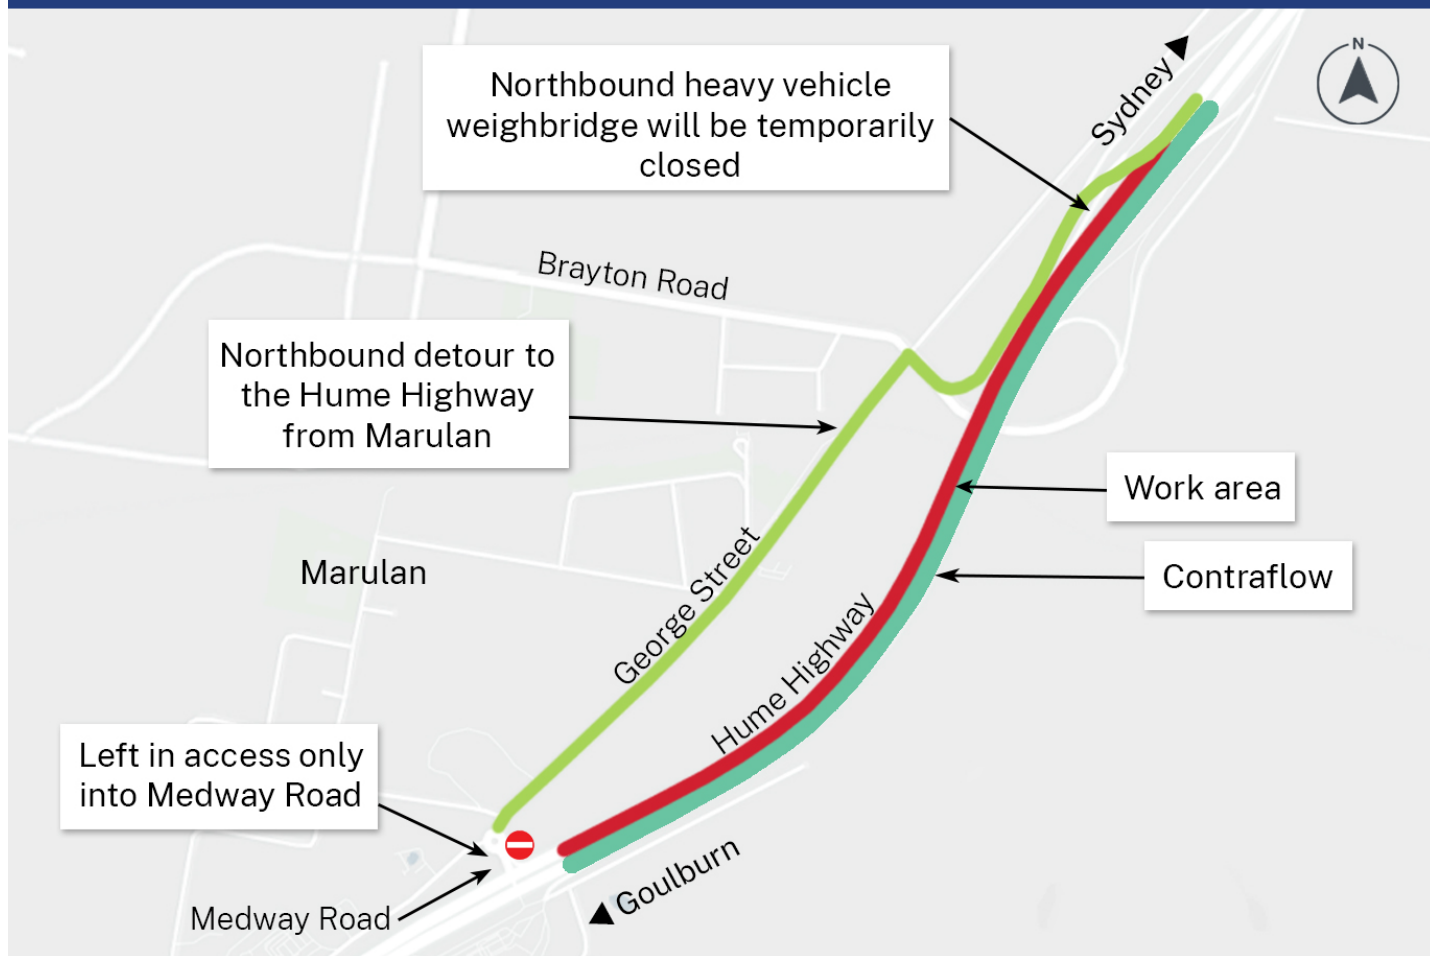 N
Sydney
Northbound heavy vehicle
weighbridge will be temporarily
closed
Brayton Road
Northbound detour to
the Hume Highway
from Marulan
Work area
Contraflow
Marulan
George Street
Hume Highway
Left in access only
into Medway Road
Goulburn
Medway Road